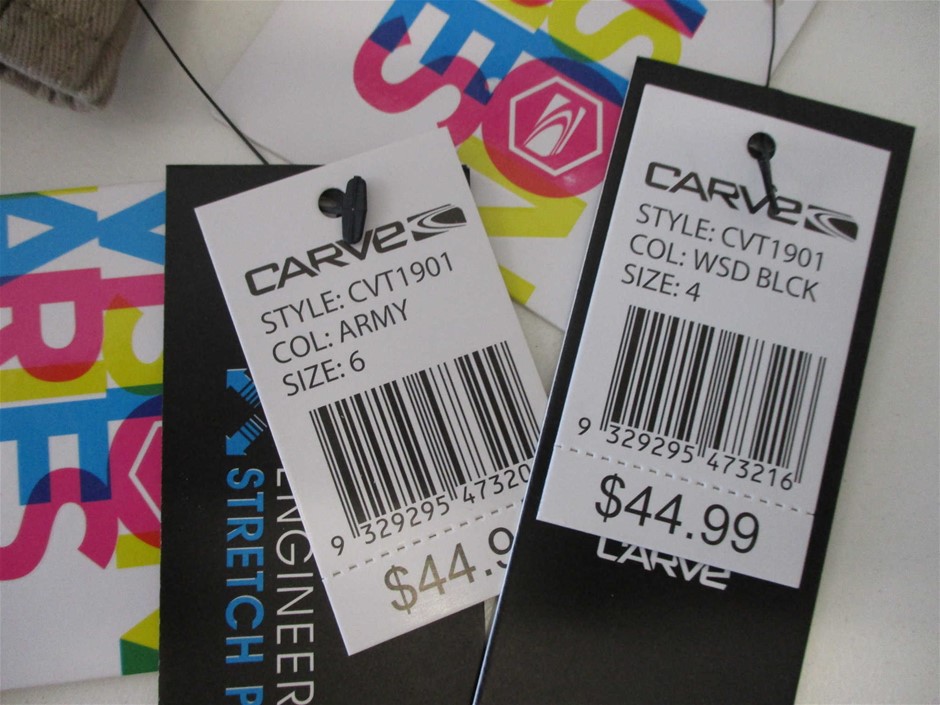 CARVe
STYLE: CVT1901
COL: ARMY
SIZE: 6
9 329295 47320
$44.9
ENGINEER
STRETCH P
CARVe
STYLE: CVT1901
COL: WSD BLCK
SIZE: 4
9 329295 473216
$44.99
CARVe